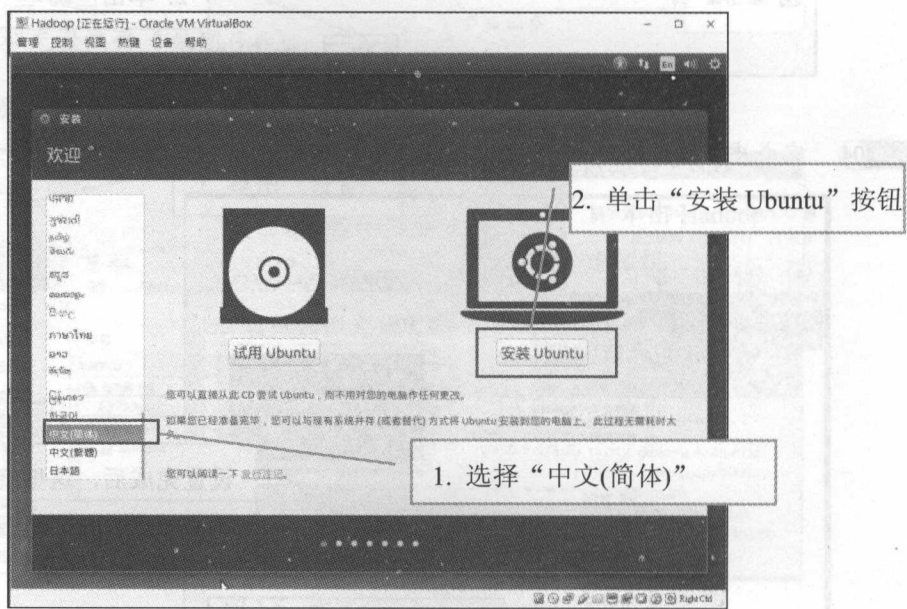 Hadoop [正在运行] - Oracle VM VirtualBox
管理 控制 视图 热键 设备 帮助
En
安装
欢迎
2. 单击“安装 Ubuntu”按钮
ภาษาไทย
한국어
中文(简体)
中文(繁體)
日本語
试用 Ubuntu
安装 Ubuntu
您可以直接从此 CD 尝试 Ubuntu，而不用对您的电脑作任何更改。
如果您已经准备完毕，您可以与现有系统并存 (或者替代) 方式将 Ubuntu 安装到您的电脑上。此过程无需耗时太
久。
您可以阅读一下 发行注记。
1. 选择“中文(简体)”
Right Ctrl